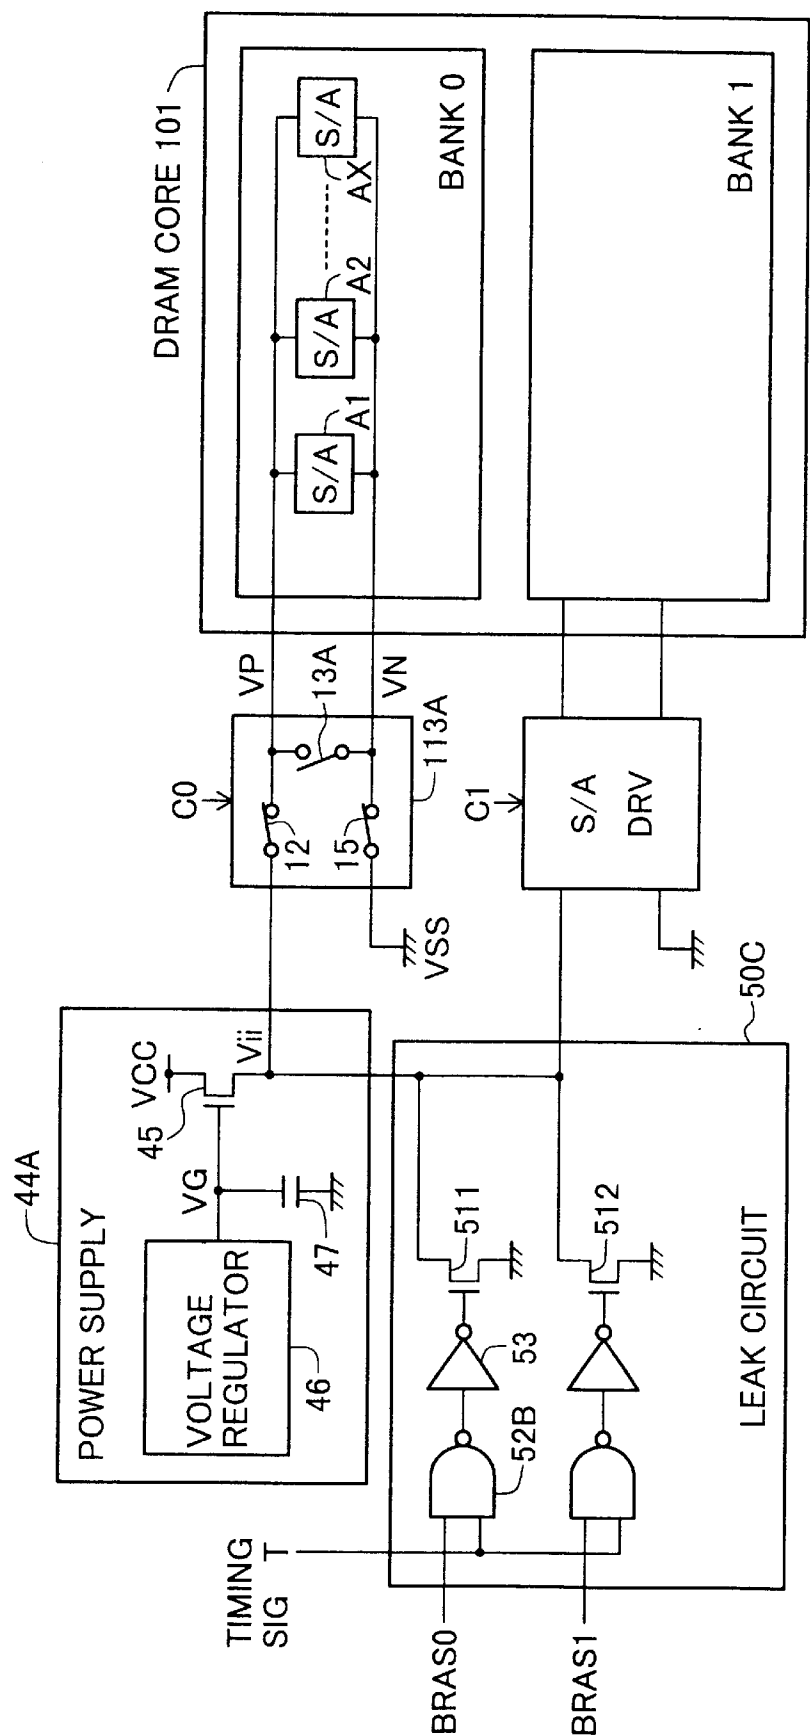 POWER SUPPLY
44A
VOLTAGE
REGULATOR
46
VG
47
VCC
45
Vii
C0
12
15
VSS
13A
113A
VP
VN
DRAM CORE 101
S/A
A1
S/A
A2
S/A
AX
BANK 0
TIMING
SIG T
BRAS0
BRAS1
52B
53
511
512
LEAK CIRCUIT
50C
C1
S/A
DRV
BANK 1